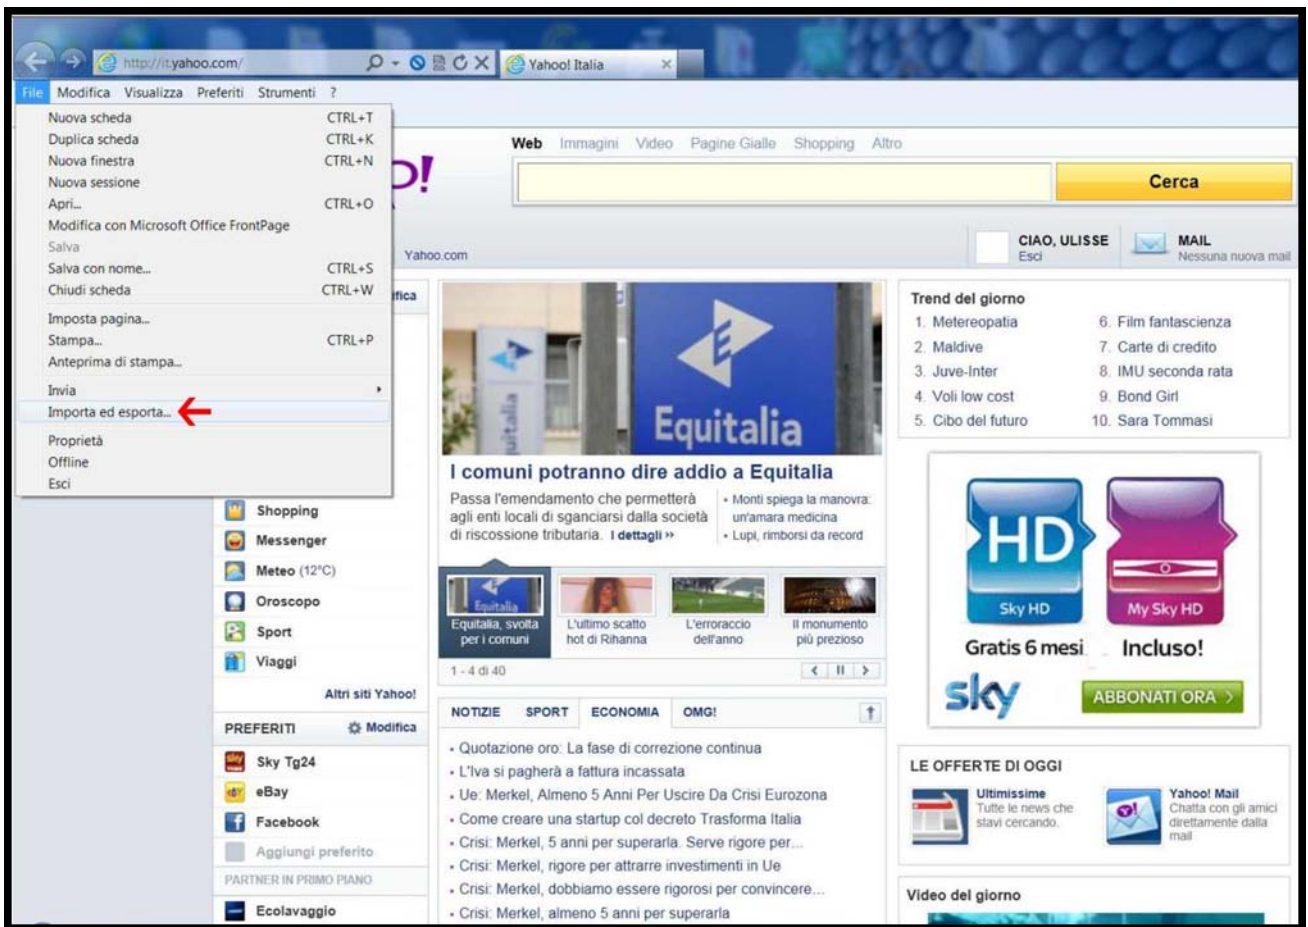 http://it.yahoo.com/
Yahoo! Italia
File Modifica Visualizza Preferiti Strumenti ?
Nuova scheda CTRL+T
Duplica scheda CTRL+K
Nuova finestra CTRL+N
Nuova sessione
Apri... CTRL+O
Modifica con Microsoft Office FrontPage
Salva
Salva con nome... CTRL+S
Chiudi scheda CTRL+W
Imposta pagina...
Stampa... CTRL+P
Anteprima di stampa...
Invia
Importa ed esporta...
Proprietà
Offline
Esci
Web Immagini Video Pagine Gialle Shopping Altro
Cerca
Yahoo.com
CIAO, ULISSE
Esci
MAIL
Nessuna nuova mail
Shopping
Messenger
Meteo (12°C)
Oroscopo
Sport
Viaggi
Altri siti Yahoo!
PREFERITI Modifica
Sky Tg24
eBay
Facebook
Aggiungi preferito
PARTNER IN PRIMO PIANO
Ecolavaggio
Equitalia
I comuni potranno dire addio a Equitalia
Passa l'emendamento che permetterà
agli enti locali di sganciarsi dalla società
di riscossione tributaria. I dettagli »
• Monti spiega la manovra:
un'amara medicina
• Lupi, rimborsi da record
Equitalia, svolta
per i comuni
L'ultimo scatto
hot di Rihanna
L'erroraccio
dell'anno
Il monumento
più prezioso
1 - 4 di 40
NOTIZIE SPORT ECONOMIA OMG!
• Quotazione oro: La fase di correzione continua
• L'Iva si pagherà a fattura incassata
• Ue: Merkel, Almeno 5 Anni Per Uscire Da Crisi Eurozona
• Come creare una startup col decreto Trasforma Italia
• Crisi: Merkel, 5 anni per superarla. Serve rigore per...
• Crisi: Merkel, rigore per attrarre investimenti in Ue
• Crisi: Merkel, dobbiamo essere rigorosi per convincere...
• Crisi: Merkel, almeno 5 anni per superarla
Trend del giorno
1. Metereopatia
2. Maldive
3. Juve-Inter
4. Voli low cost
5. Cibo del futuro
6. Film fantascienza
7. Carte di credito
8. IMU seconda rata
9. Bond Girl
10. Sara Tommasi
HD
Sky HD
My Sky HD
Gratis 6 mesi Incluso!
sky
ABBONATI ORA >
LE OFFERTE DI OGGI
Ultimissime
Tutte le news che
stavi cercando.
Yahoo! Mail
Chatta con gli amici
direttamente dalla
mail
Video del giorno